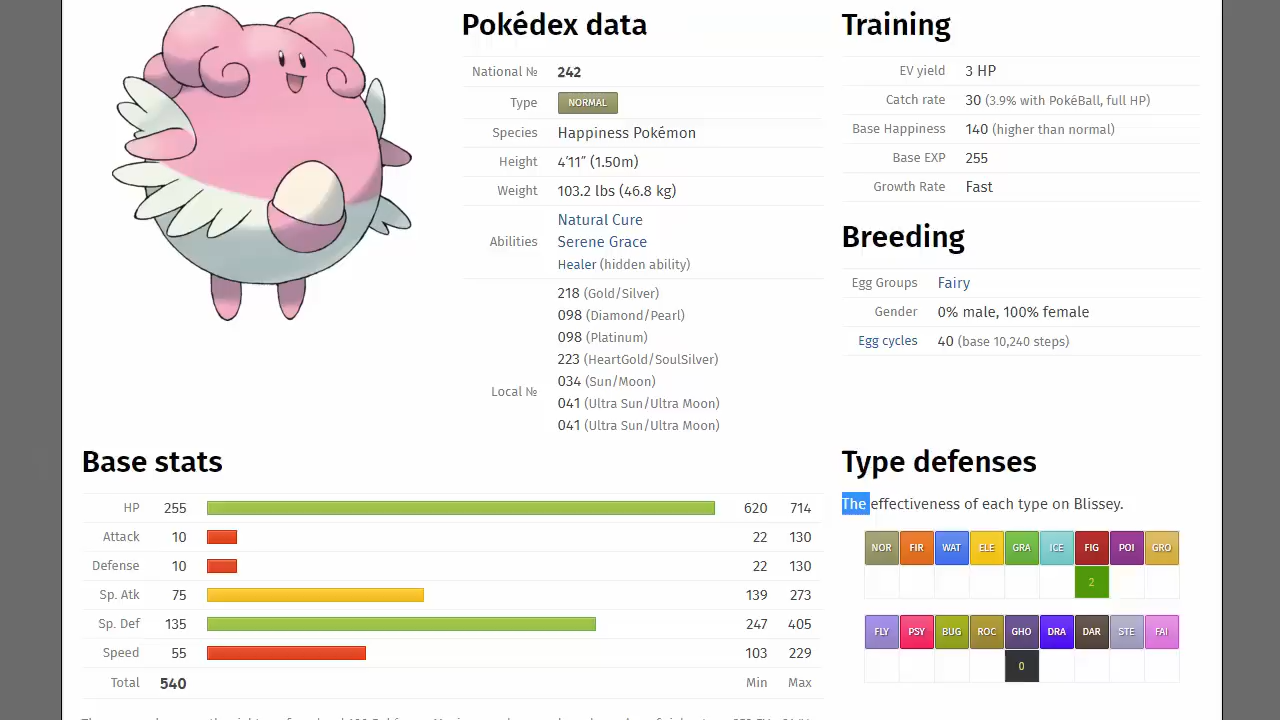 Pokédex data
National № 242
Type NORMAL
Species Happiness Pokémon
Height 4′11″ (1.50m)
Weight 103.2 lbs (46.8 kg)
Abilities
Natural Cure
Serene Grace
Healer (hidden ability)
Local №
218 (Gold/Silver)
098 (Diamond/Pearl)
098 (Platinum)
223 (HeartGold/SoulSilver)
034 (Sun/Moon)
041 (Ultra Sun/Ultra Moon)
041 (Ultra Sun/Ultra Moon)
Training
EV yield 3 HP
Catch rate 30 (3.9% with PokéBall, full HP)
Base Happiness 140 (higher than normal)
Base EXP 255
Growth Rate Fast
Breeding
Egg Groups Fairy
Gender 0% male, 100% female
Egg cycles 40 (base 10,240 steps)
Base stats
HP 255 620 714
Attack 10 22 130
Defense 10 22 130
Sp. Atk 75 139 273
Sp. Def 135 247 405
Speed 55 103 229
Total 540 Min Max
Type defenses
The effectiveness of each type on Blissey.
NOR FIR WAT ELE GRA ICE FIG POI GRO
2
FLY PSY BUG ROC GHO DRA DAR STE FAI
0